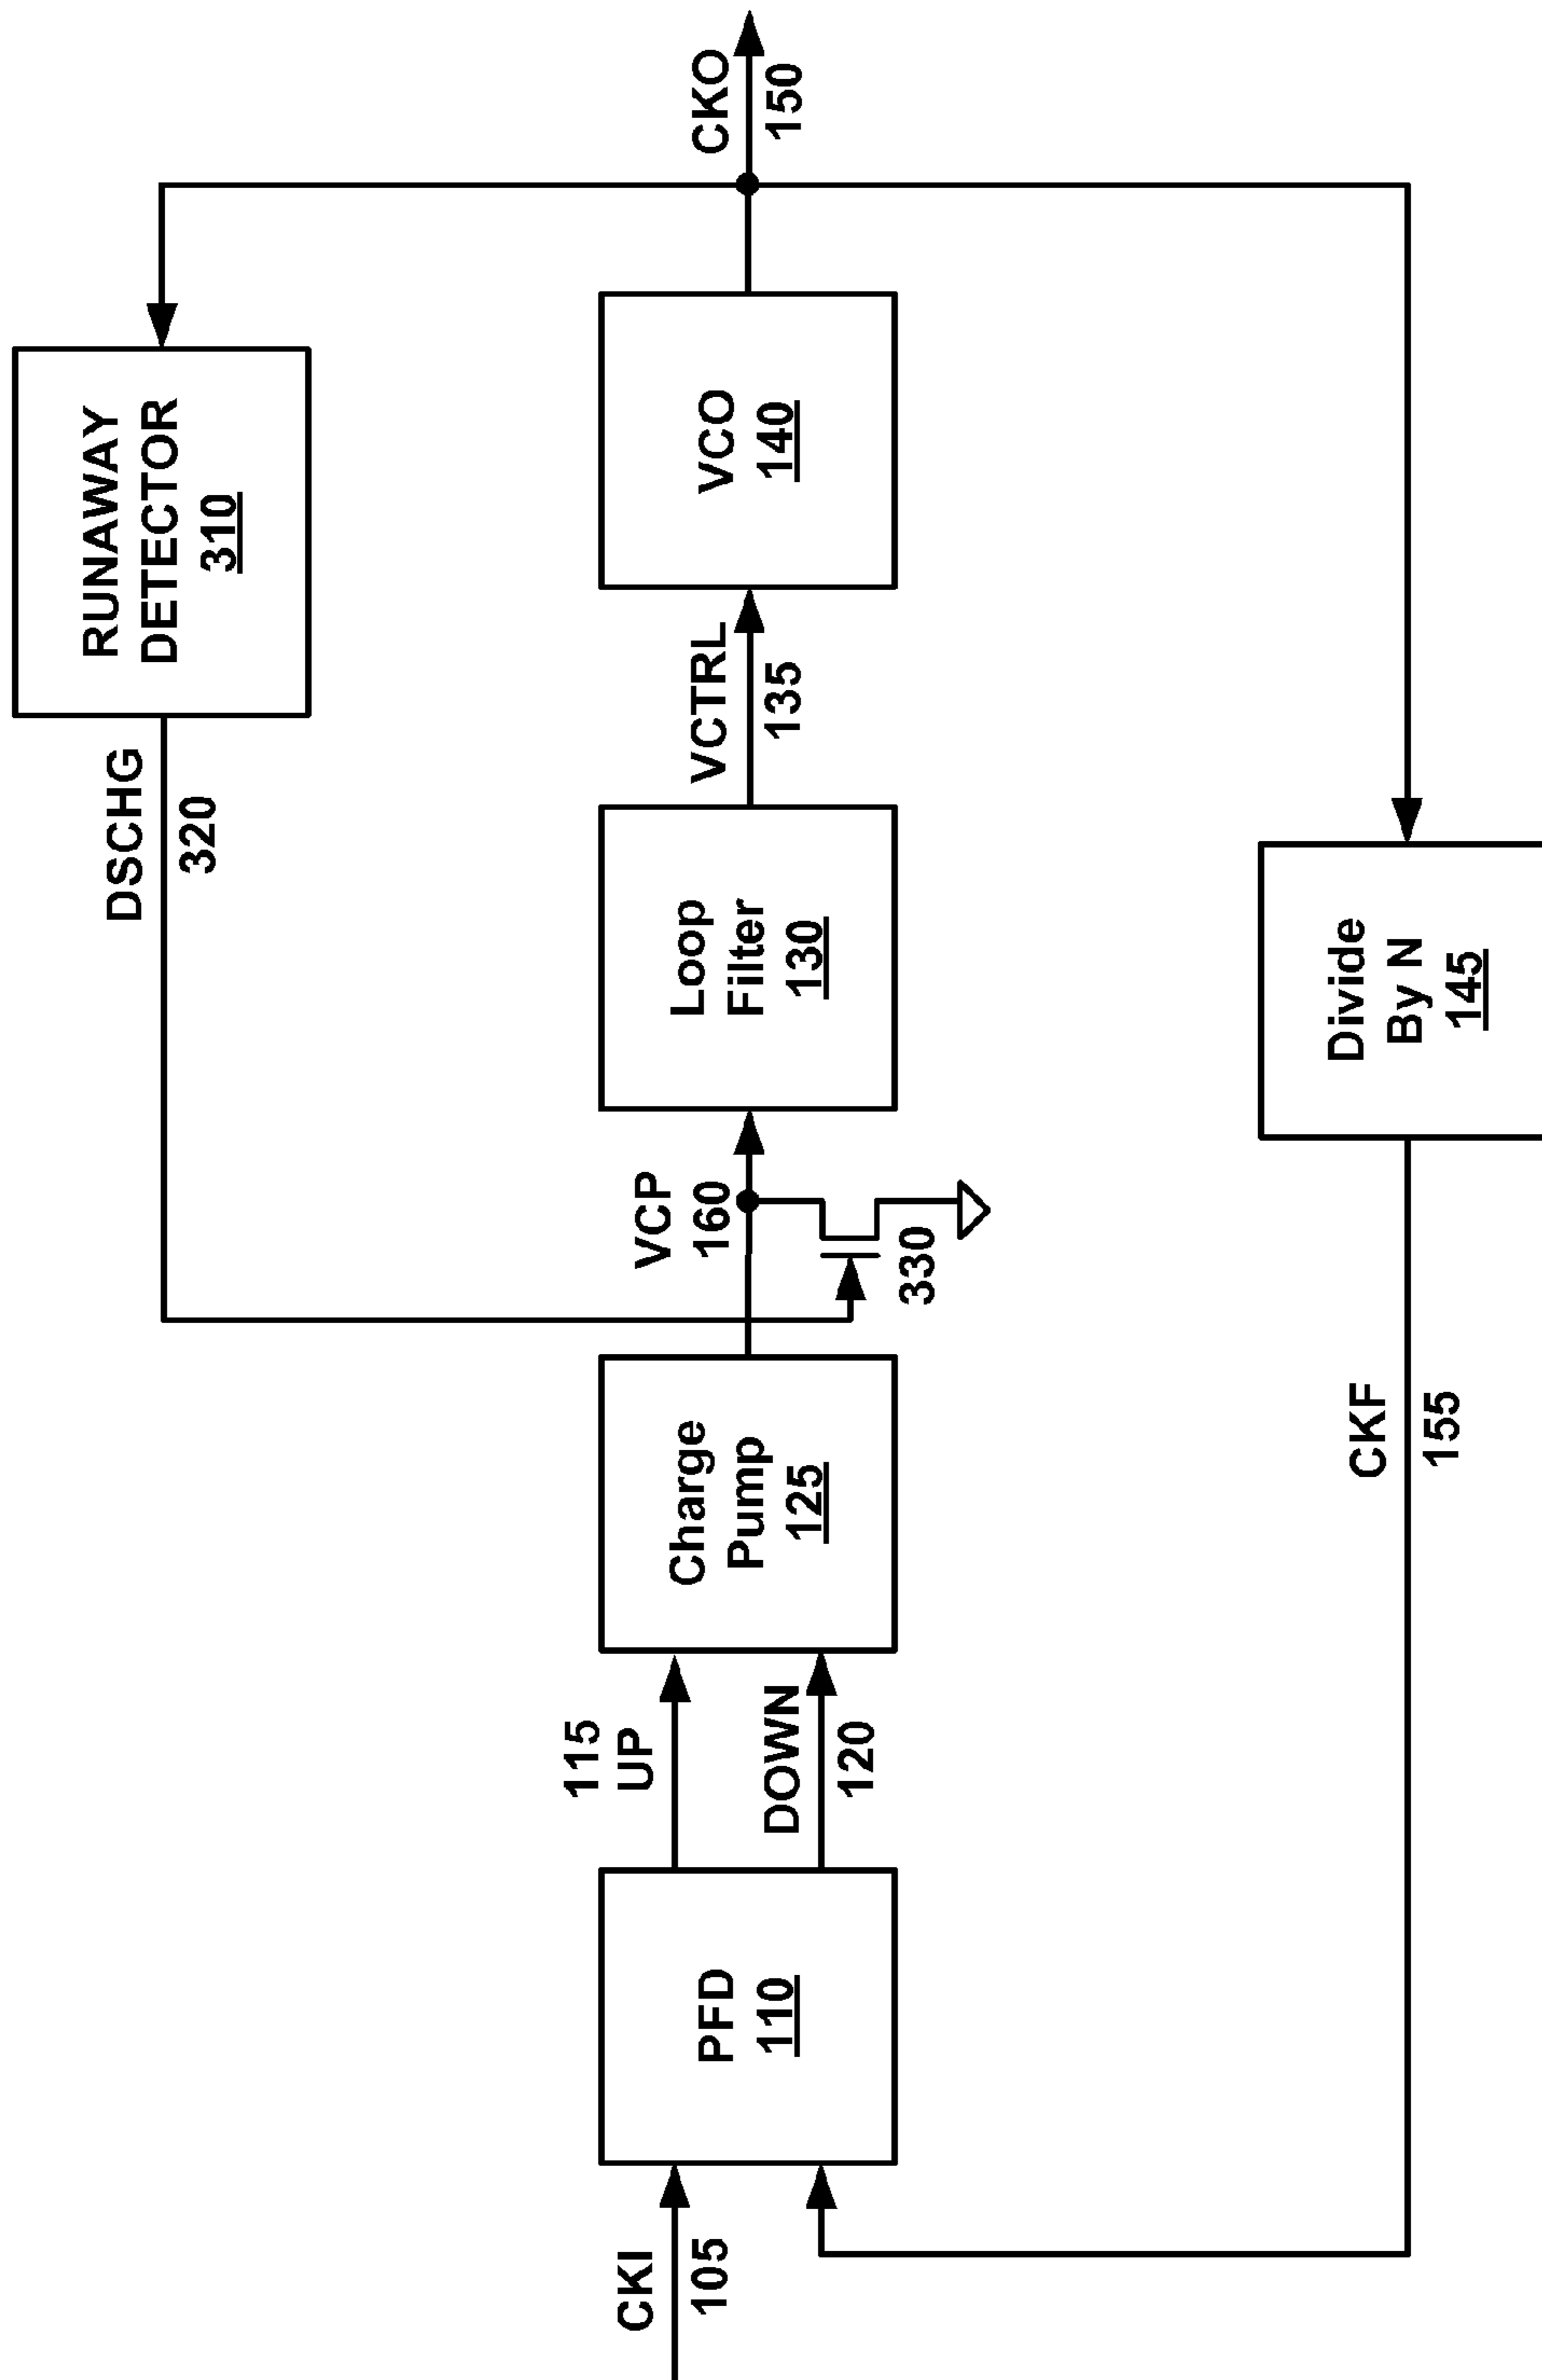 RUNAWAY
DETECTOR
310
DSCHG
320
CKI
105
PFD
110
115
UP
DOWN
120
Charge
Pump
125
VCP
160
330
Loop
Filter
130
VCTRL
135
VCO
140
CKO
150
CKF
155
Divide
By N
145